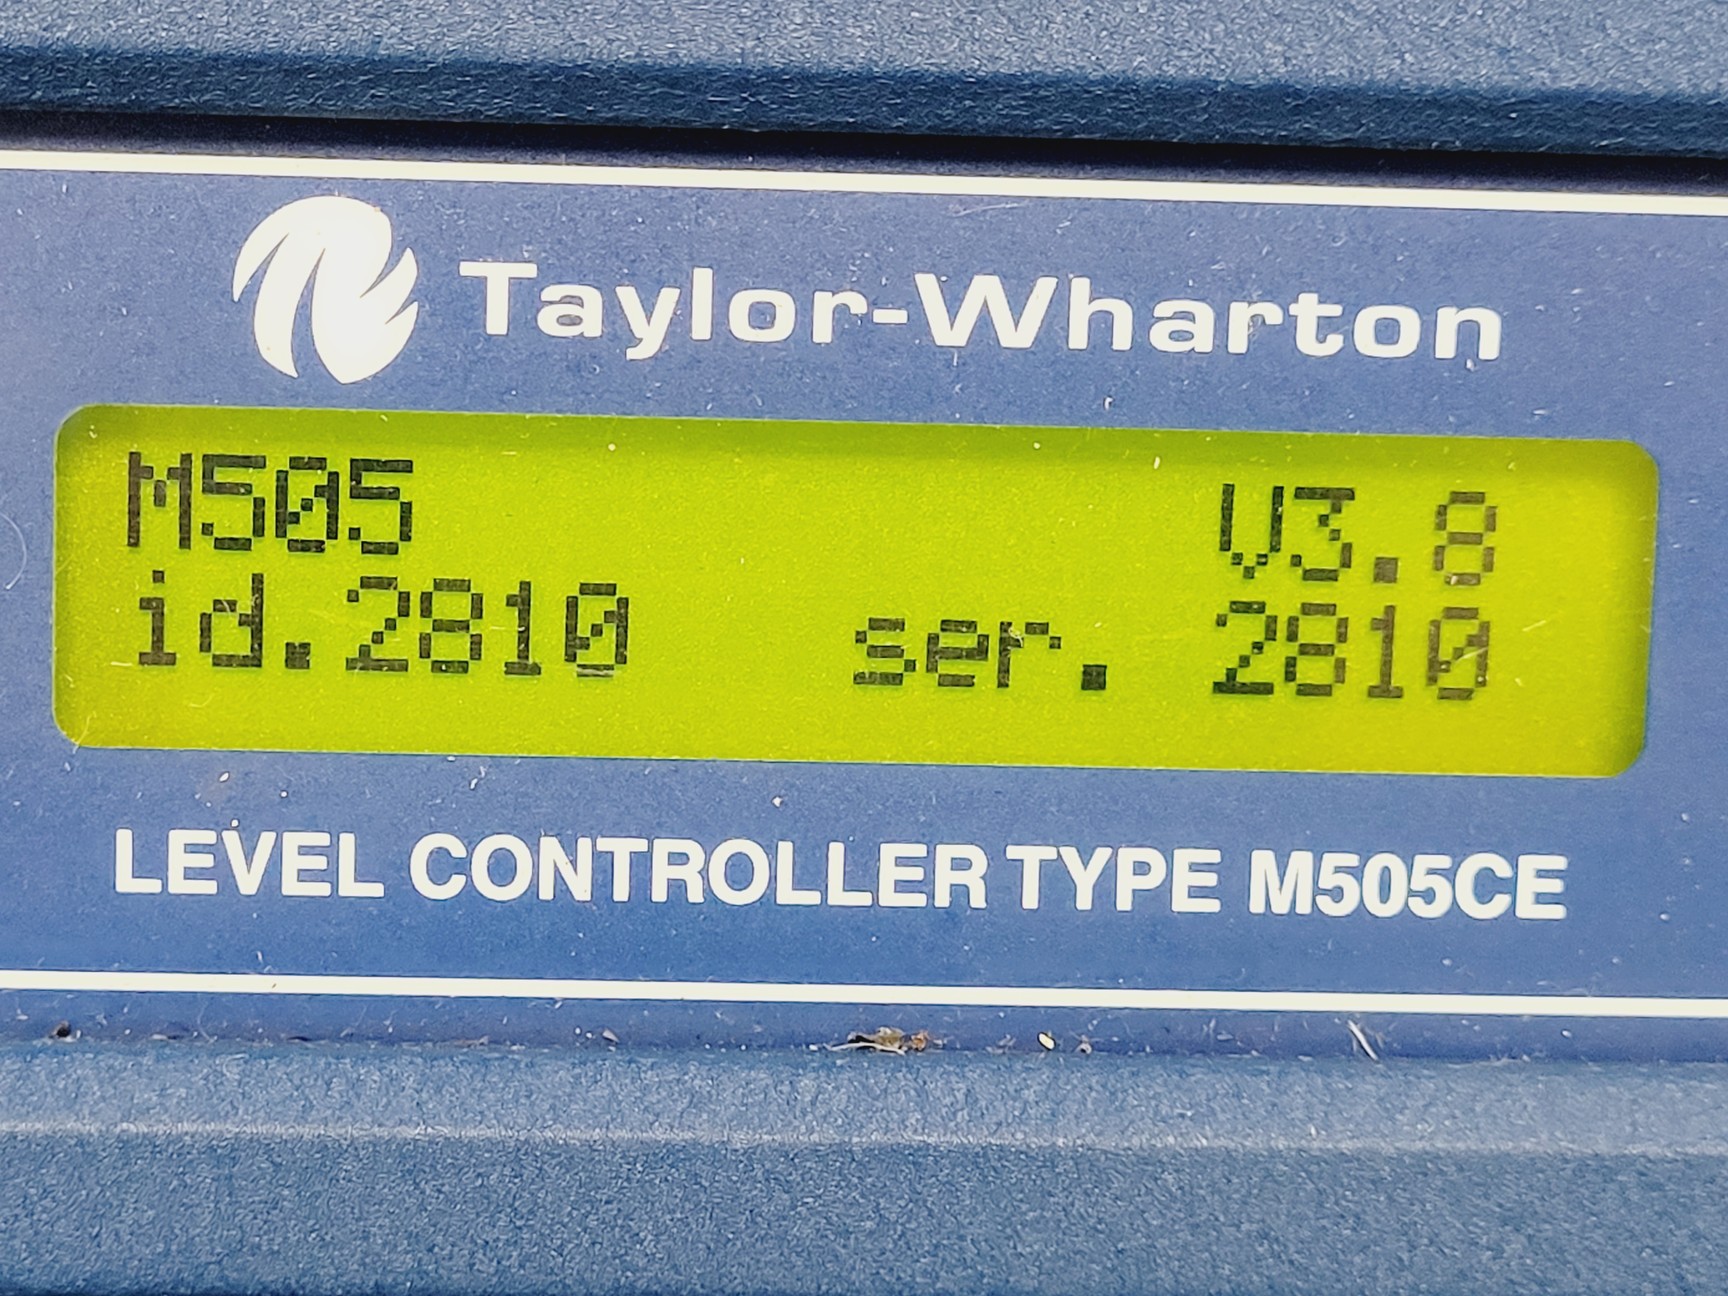 Taylor-Wharton
M505 V3.8
id.2810 ser. 2810
LEVEL CONTROLLER TYPE M505CE